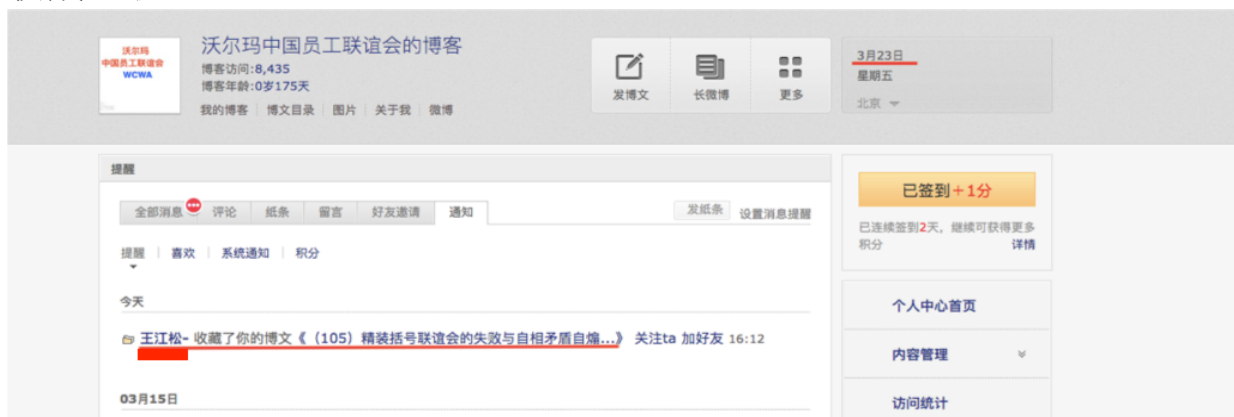 沃尔玛
中国员工联谊会
WCWA
沃尔玛中国员工联谊会的博客
博客访问:8,435
博客年龄:0岁175天
我的博客 博文目录 图片 关于我 微博
发博文 长微博 更多
3月23日
星期五
北京
提醒
全部消息 评论 纸条 留言 好友邀请 通知 发纸条 设置消息提醒
提醒 喜欢 系统通知 积分
今天
王江松- 收藏了你的博文《(105)精装括号联谊会的失败与自相矛盾自煽...》 关注ta 加好友 16:12
03月15日
已签到+1分
已连续签到2天,继续可获得更多
积分 详情
个人中心首页
内容管理
访问统计